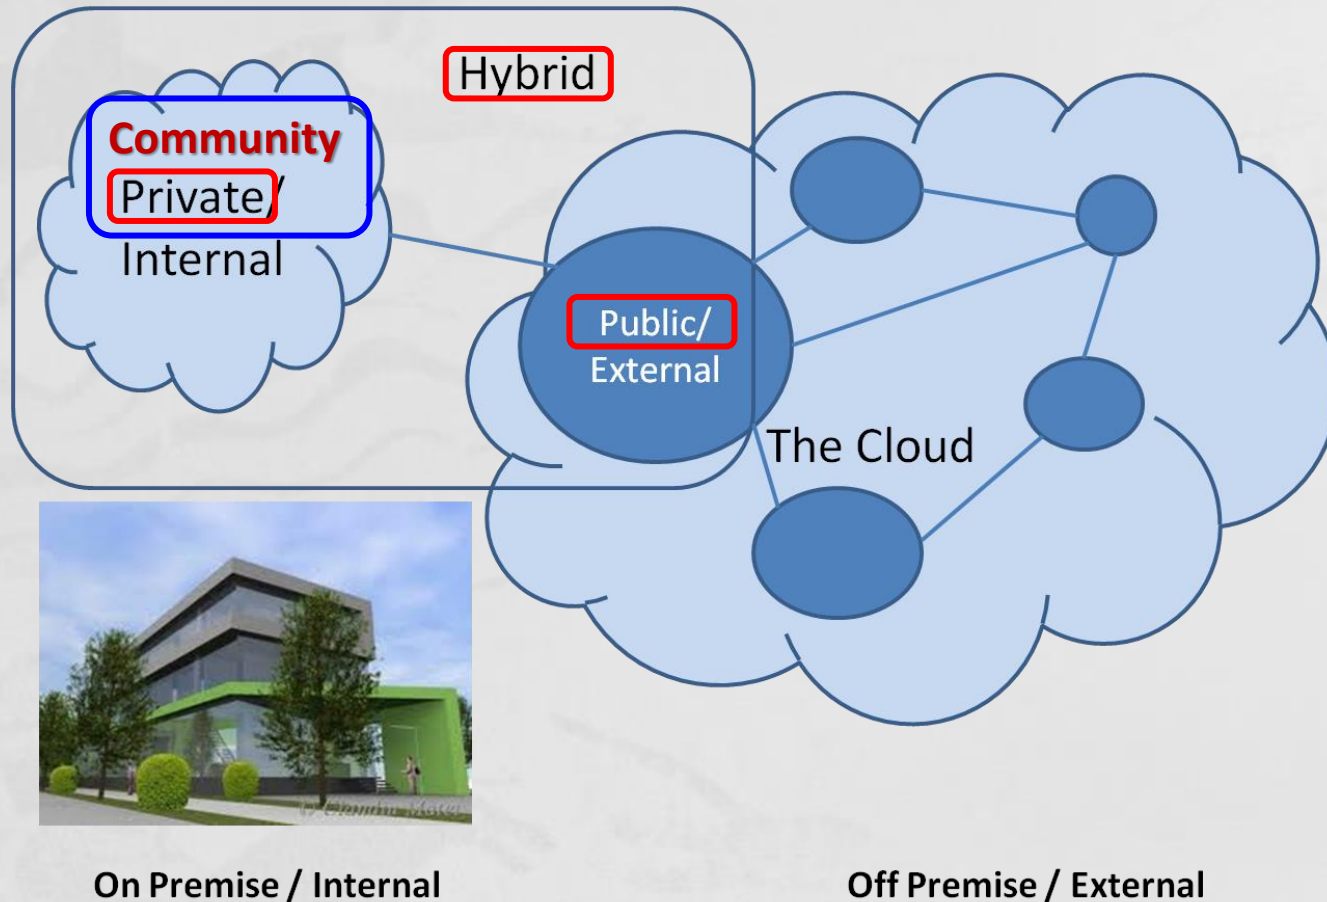 Hybrid
Community
Private/
Internal
Public/
External
The Cloud
On Premise / Internal
Off Premise / External